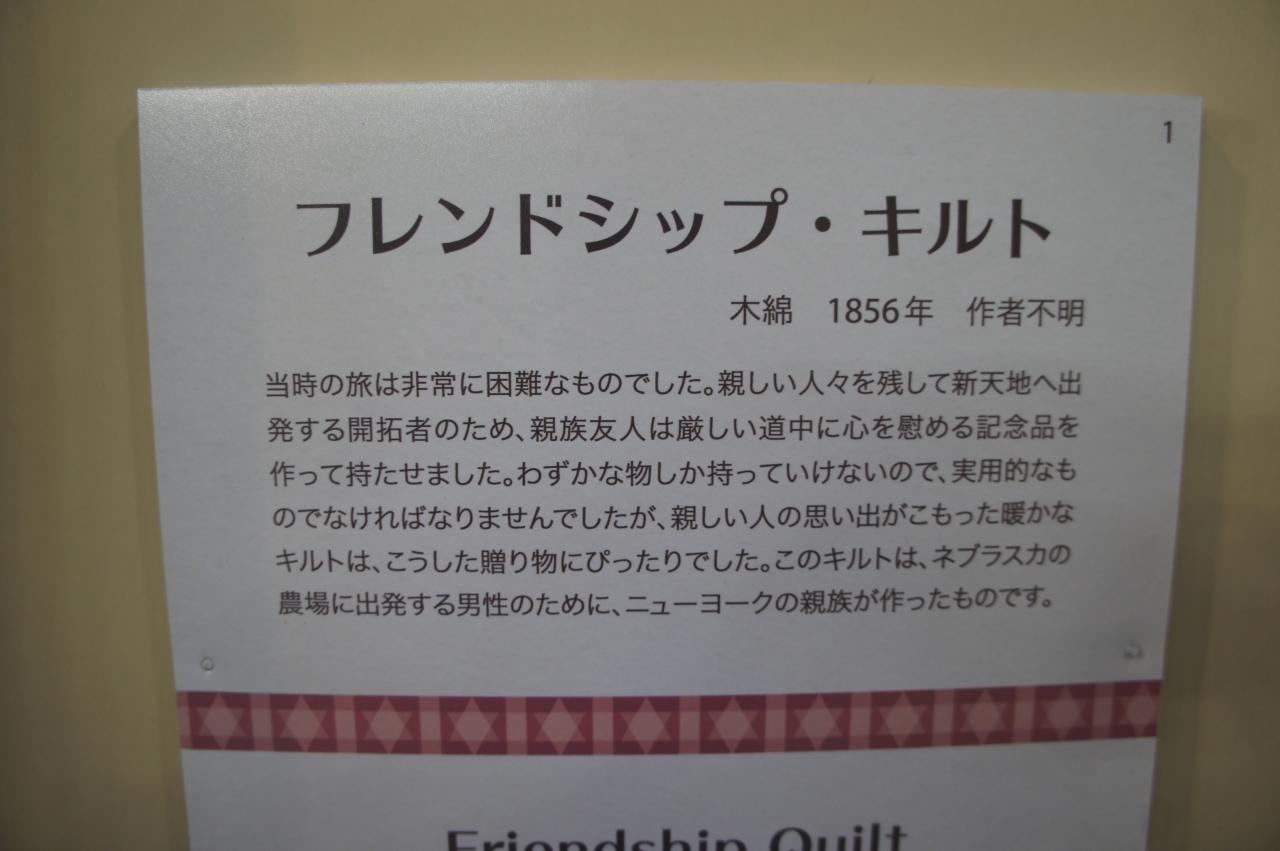 1
フレンドシップ・キルト
木綿　1856年　作者不明
当時の旅は非常に困難なものでした。親しい人々を残して新天地へ出
発する開拓者のため、親族友人は厳しい道中に心を慰める記念品を
作って持たせました。わずかな物しか持っていけないので、実用的なも
のでなければなりませんでしたが、親しい人の思い出がこもった暖かな
キルトは、こうした贈り物にぴったりでした。このキルトは、ネブラスカの
農場に出発する男性のために、ニューヨークの親族が作ったものです。
Friendship Quilt